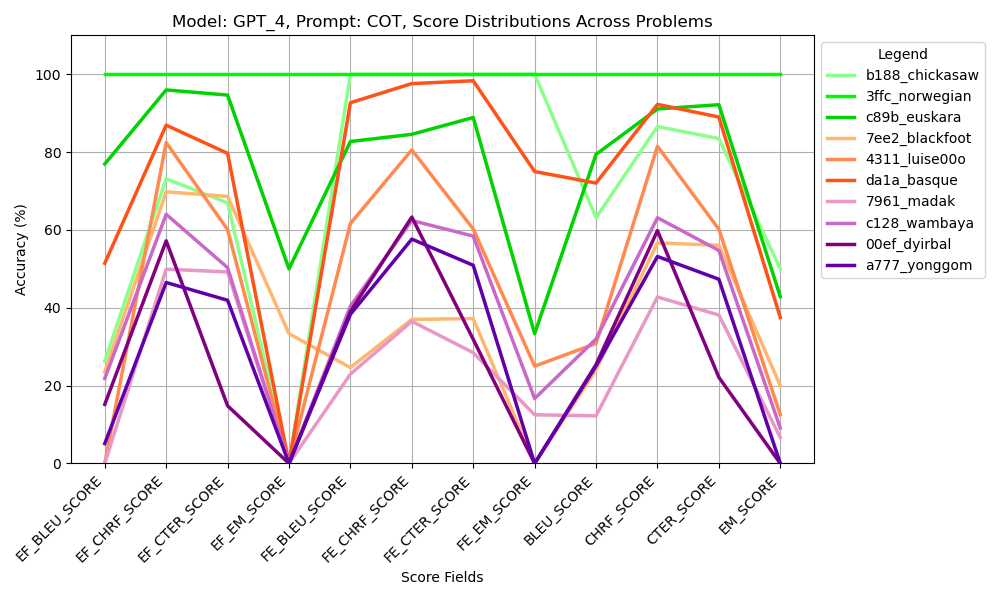 Model: GPT_4, Prompt: COT, Score Distributions Across Problems
Accuracy (%)
100
80
60
40
20
0
EF_BLEU_SCORE
EF_CHRF_SCORE
EF_CTER_SCORE
EF_EM_SCORE
FE_BLEU_SCORE
FE_CHRF_SCORE
FE_CTER_SCORE
FE_EM_SCORE
BLEU_SCORE
CHRF_SCORE
CTER_SCORE
EM_SCORE
Score Fields
Legend
b188_chickasaw
3ffc_norwegian
c89b_euskara
7ee2_blackfoot
4311_luise00o
da1a_basque
7961_madak
c128_wambaya
00ef_dyirbal
a777_yonggom